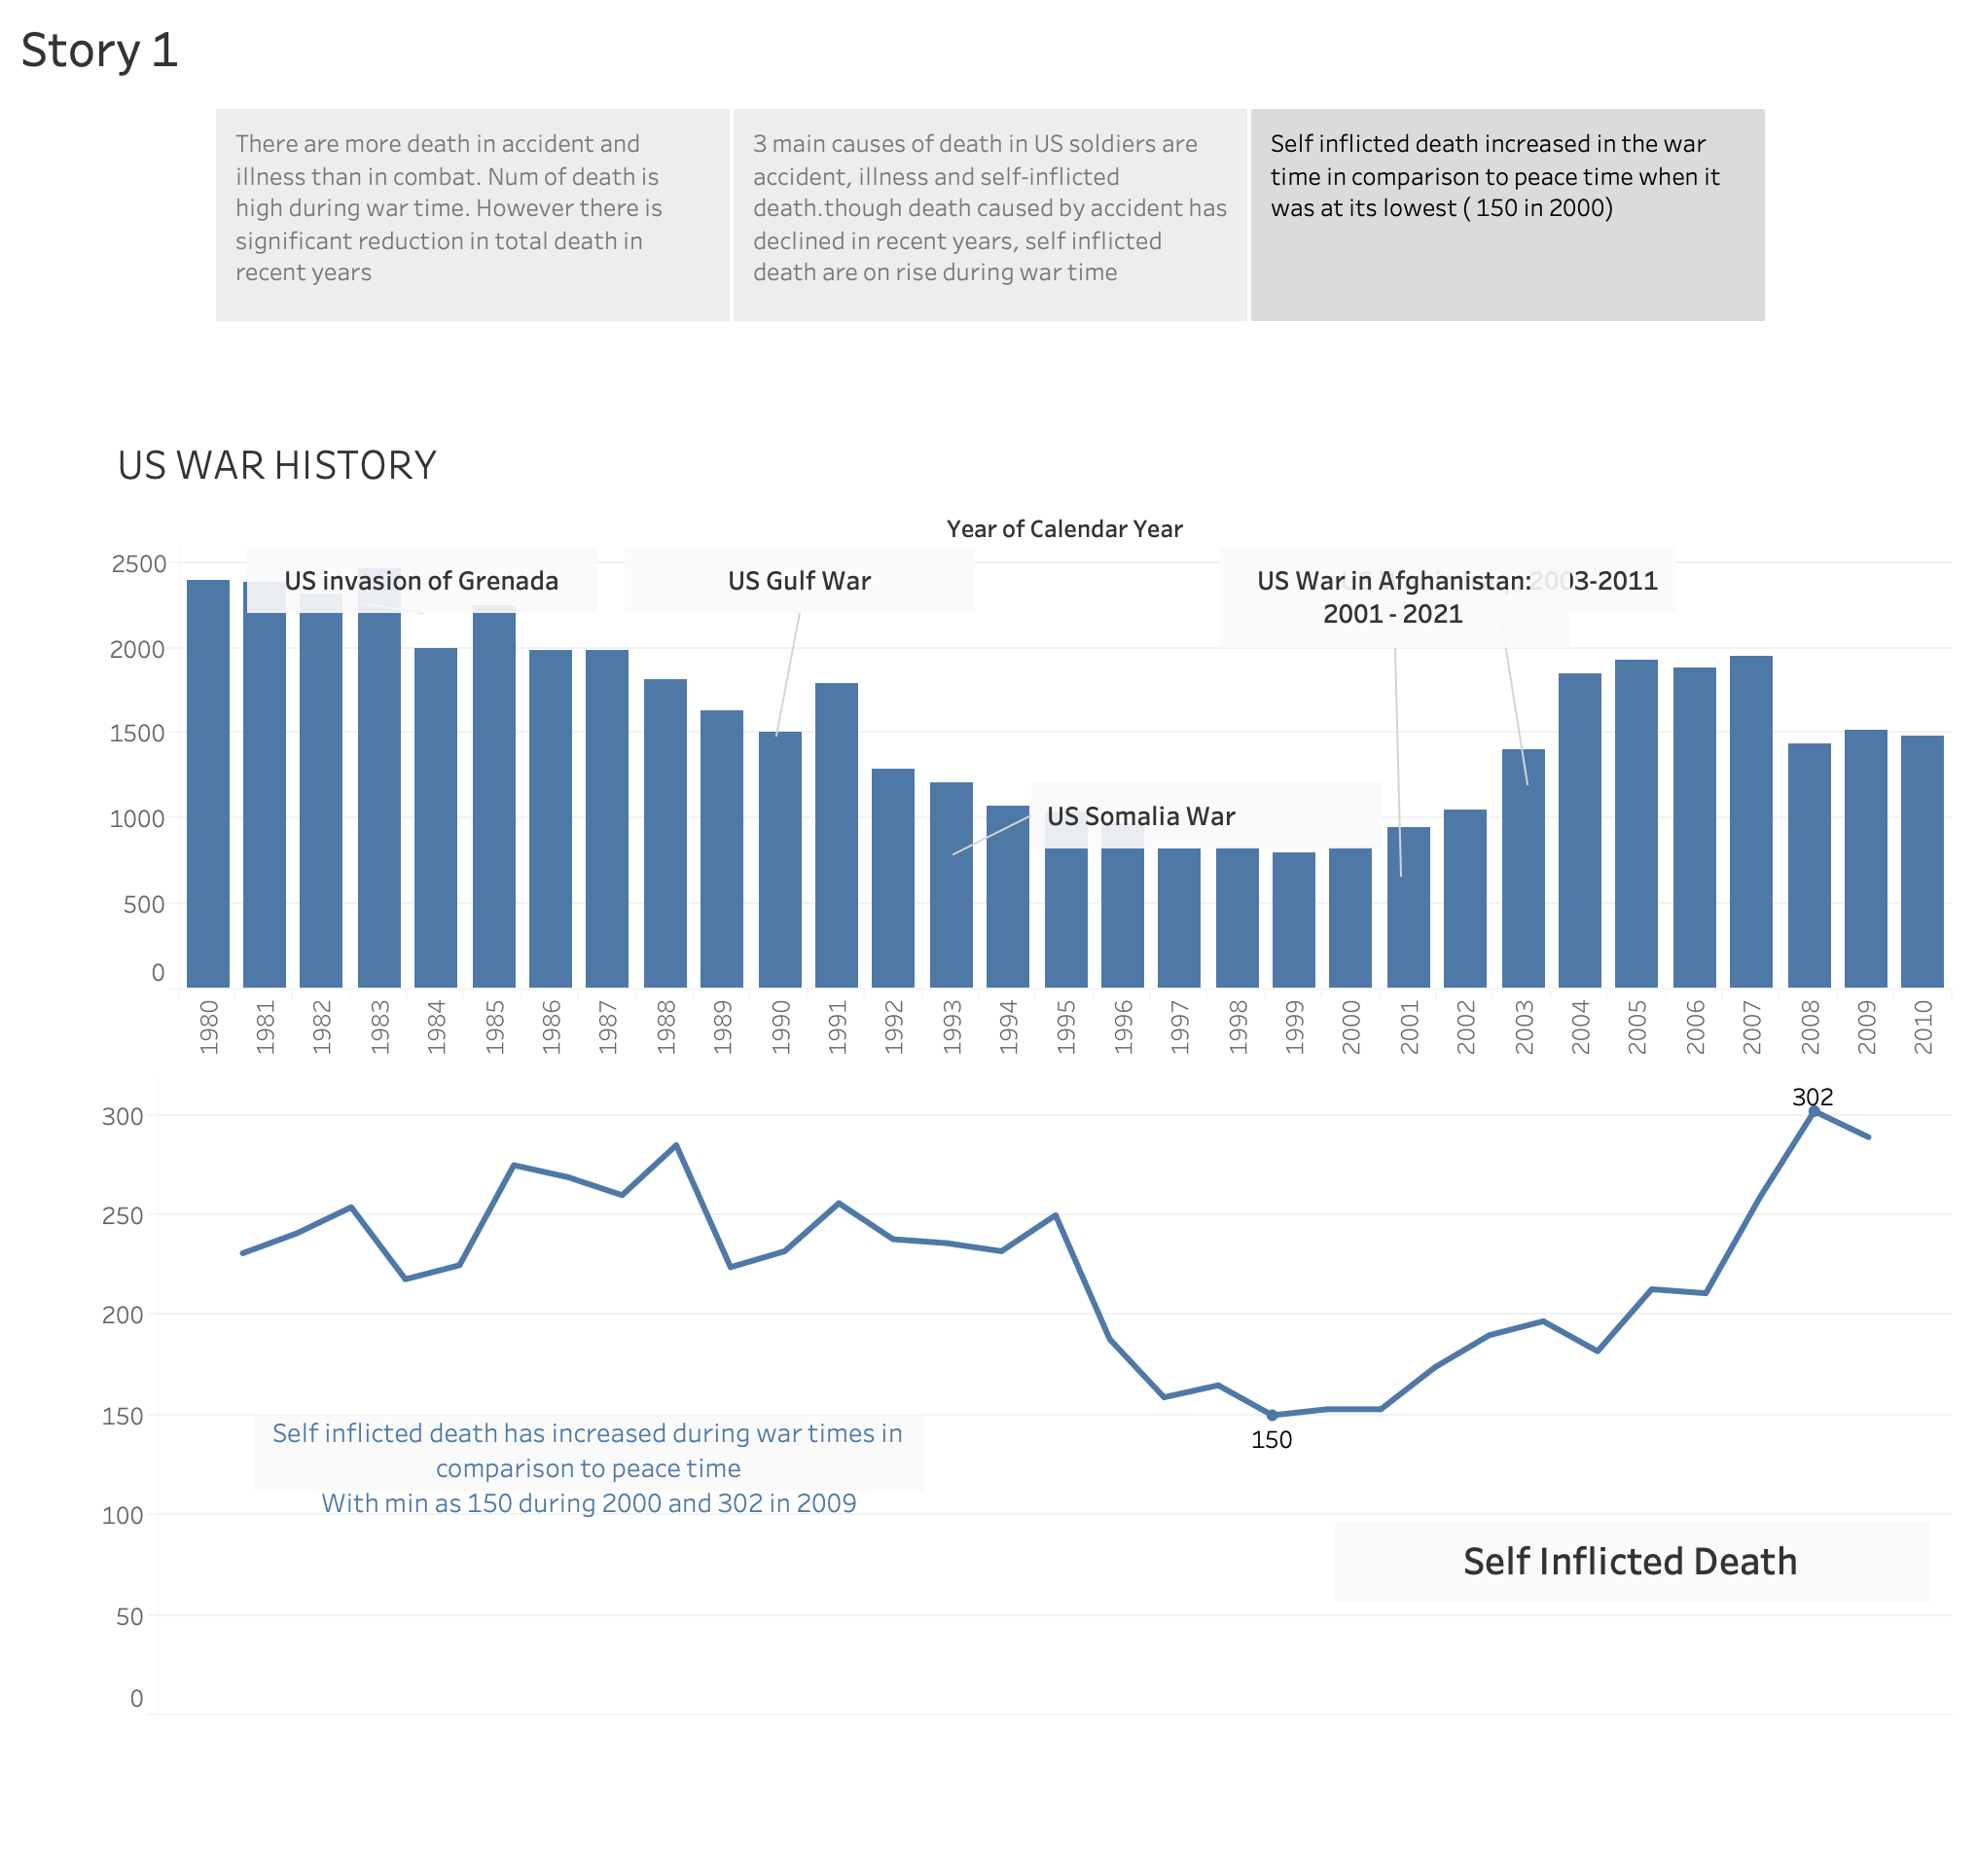 Story 1
There are more death in accident and
illness than in combat. Num of death is
high during war time. However there is
significant reduction in total death in
recent years
3 main causes of death in US soldiers are
accident, illness and self-inflicted
death.though death caused by accident has
declined in recent years, self inflicted
death are on rise during war time
Self inflicted death increased in the war
time in comparison to peace time when it
was at its lowest ( 150 in 2000)
US WAR HISTORY
Year of Calendar Year
2500
2000
1500
1000
500
0
US invasion of Grenada
US Gulf War
US War in Afghanistan:
2001 - 2021
2003-2011
US Somalia War
1980
1981
1982
1983
1984
1985
1986
1987
1988
1989
1990
1991
1992
1993
1994
1995
1996
1997
1998
1999
2000
2001
2002
2003
2004
2005
2006
2007
2008
2009
2010
300
250
200
150
100
50
0
302
150
Self inflicted death has increased during war times in
comparison to peace time
With min as 150 during 2000 and 302 in 2009
Self Inflicted Death